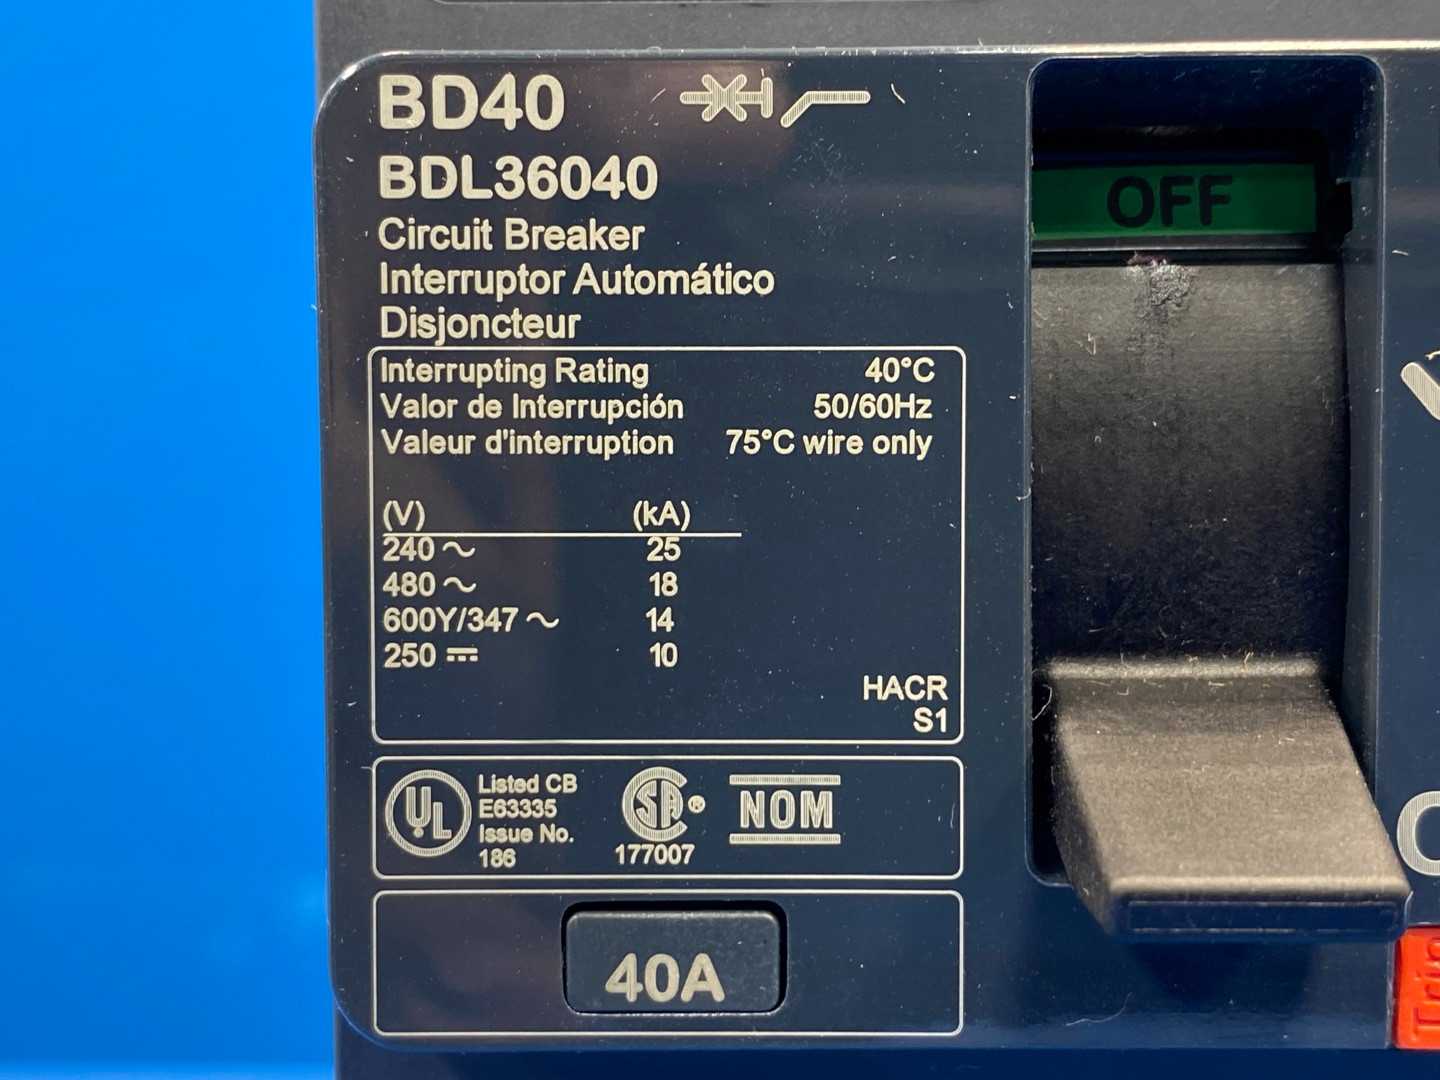 BD40
BDL36040
Circuit Breaker
Interruptor Automático
Disjoncteur
Interrupting Rating 40°C
Valor de Interrupción 50/60Hz
Valeur d'interruption 75°C wire only
(V) (kA)
240 ~ 25
480 ~ 18
600Y/347 ~ 14
250 ⎓ 10
HACR
S1
UL
Listed CB
E63335
Issue No.
186
SA®
177007
NOM
40A
OFF